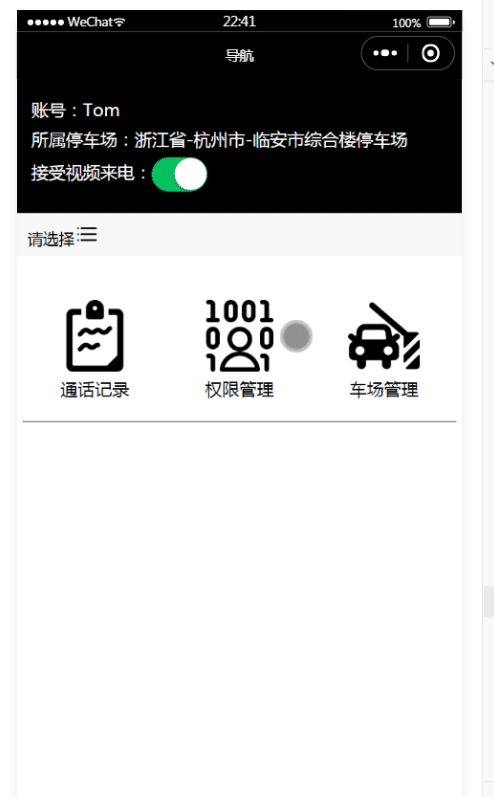 ●●●●● WeChat 22:41 100%
导航
账号：Tom
所属停车场：浙江省-杭州市-临安市综合楼停车场
接受视频来电：
请选择
1001
0 0
1 1
通话记录 权限管理 车场管理